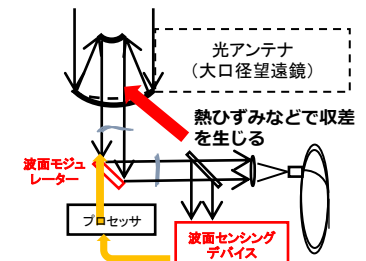 光アンテナ
（大口径望遠鏡）
熱ひずみなどで収差
を生じる
波面モジュ
レーター
プロセッサ
波面センシング
デバイス